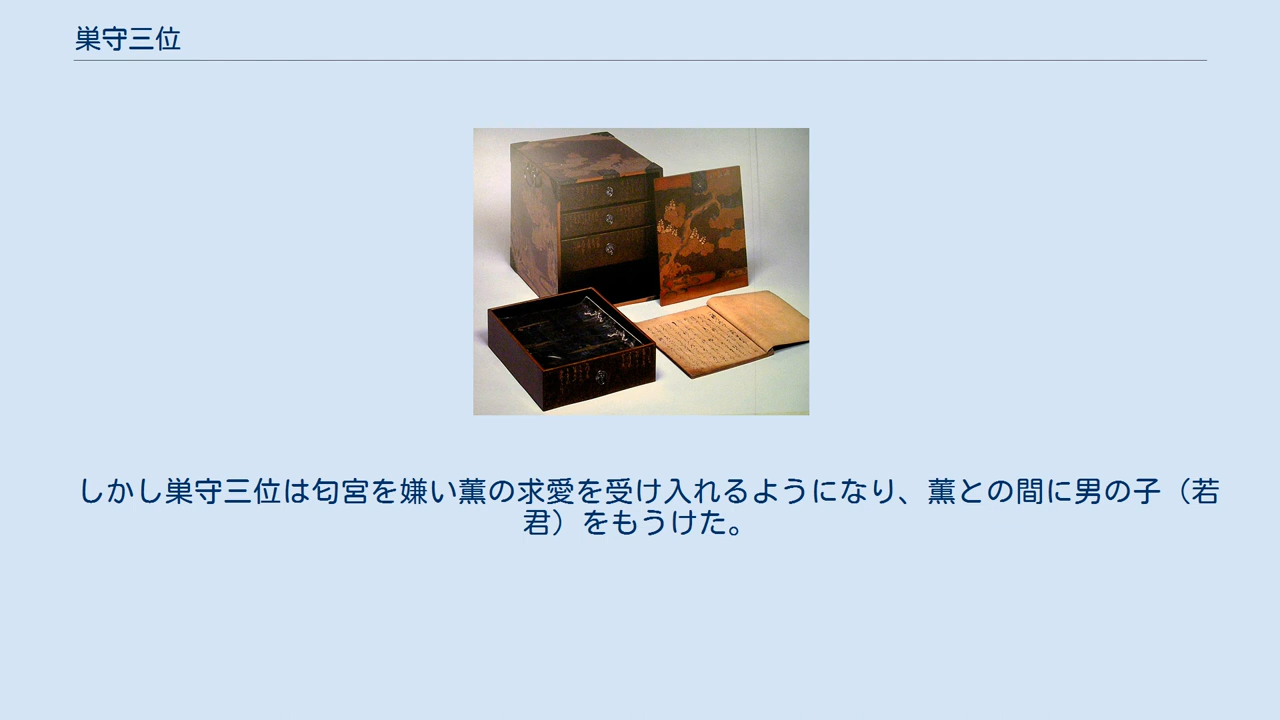 巣守三位
しかし巣守三位は匂宮を嫌い薫の求愛を受け入れるようになり、薫との間に男の子（若
君）をもうけた。